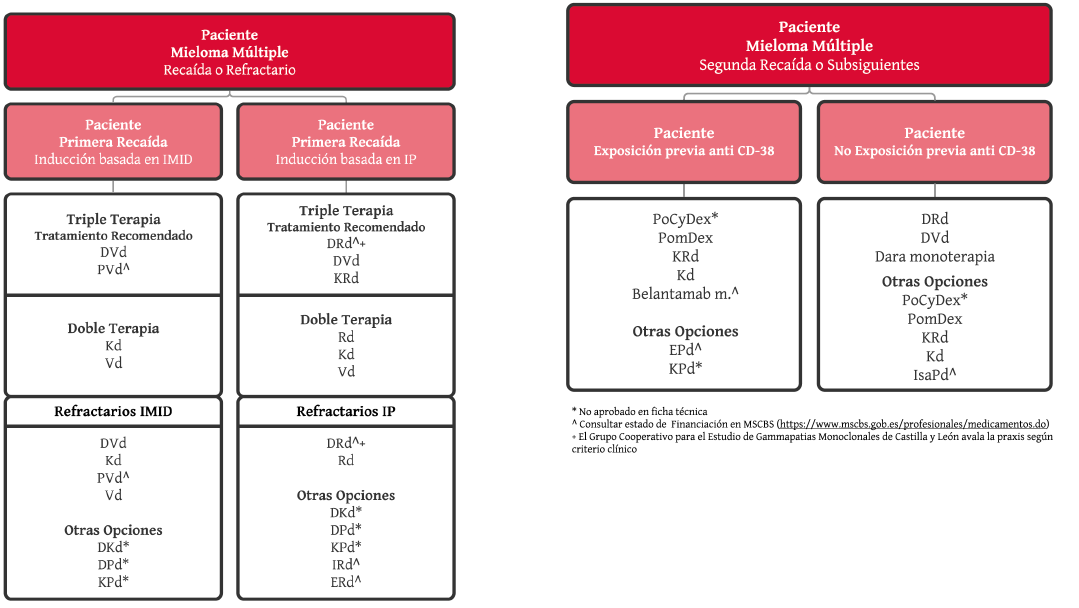 Paciente
Mieloma Múltiple
Recaída o Refractario
Paciente
Primera Recaída
Inducción basada en IMID
Triple Terapia
Tratamiento Recomendado
DVd
PVd^
Doble Terapia
Kd
Vd
Refractarios IMID
DVd
Kd
PVd^
Vd
Otras Opciones
DKd*
DPd*
KPd*
Paciente
Primera Recaída
Inducción basada en IP
Triple Terapia
Tratamiento Recomendado
DRd^+
DVd
KRd
Doble Terapia
Rd
Kd
Vd
Refractarios IP
DRd^+
Rd
Otras Opciones
DKd*
DPd*
KPd*
IRd^
ERd^
Paciente
Mieloma Múltiple
Segunda Recaída o Subsiguientes
Paciente
Exposición previa anti CD-38
PoCyDex*
PomDex
KRd
Kd
Belantamab m.^
Otras Opciones
EPd^
KPd*
Paciente
No Exposición previa anti CD-38
DRd
DVd
Dara monoterapia
Otras Opciones
PoCyDex*
PomDex
KRd
Kd
IsaPd^
* No aprobado en ficha técnica
^ Consultar estado de Financiación en MSCBS (https://www.mscbs.gob.es/profesionales/medicamentos.do)
+ El Grupo Cooperativo para el Estudio de Gammapatias Monoclonales de Castilla y León avala la praxis según
criterio clínico